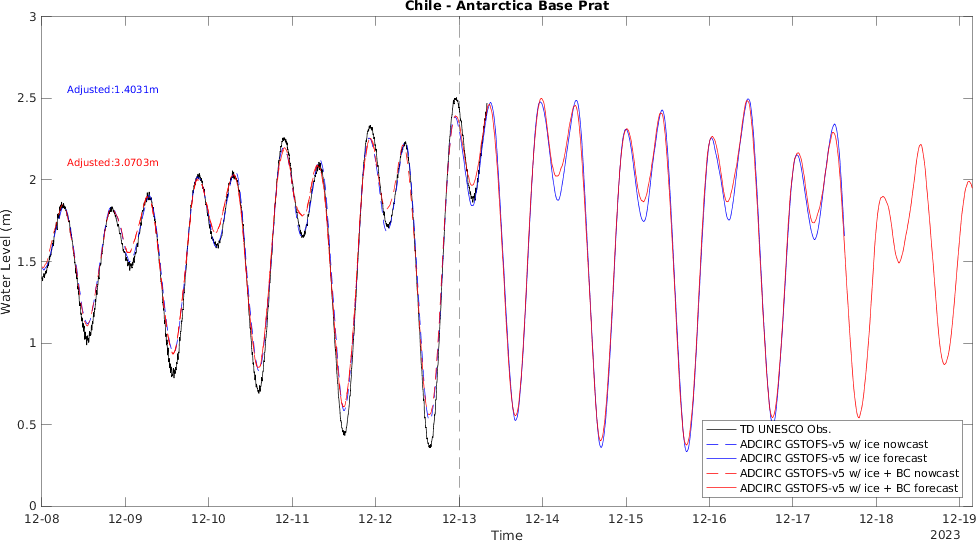 Chile - Antarctica Base Prat
3
2.5
2
1.5
1
0.5
0
Water Level (m)
Adjusted:1.4031m
Adjusted:3.0703m
TD UNESCO Obs.
ADCIRC GSTOFS-v5 w/ ice nowcast
ADCIRC GSTOFS-v5 w/ ice forecast
ADCIRC GSTOFS-v5 w/ ice + BC nowcast
ADCIRC GSTOFS-v5 w/ ice + BC forecast
12-08 12-09 12-10 12-11 12-12 12-13 12-14 12-15 12-16 12-17 12-18 12-19
Time
2023